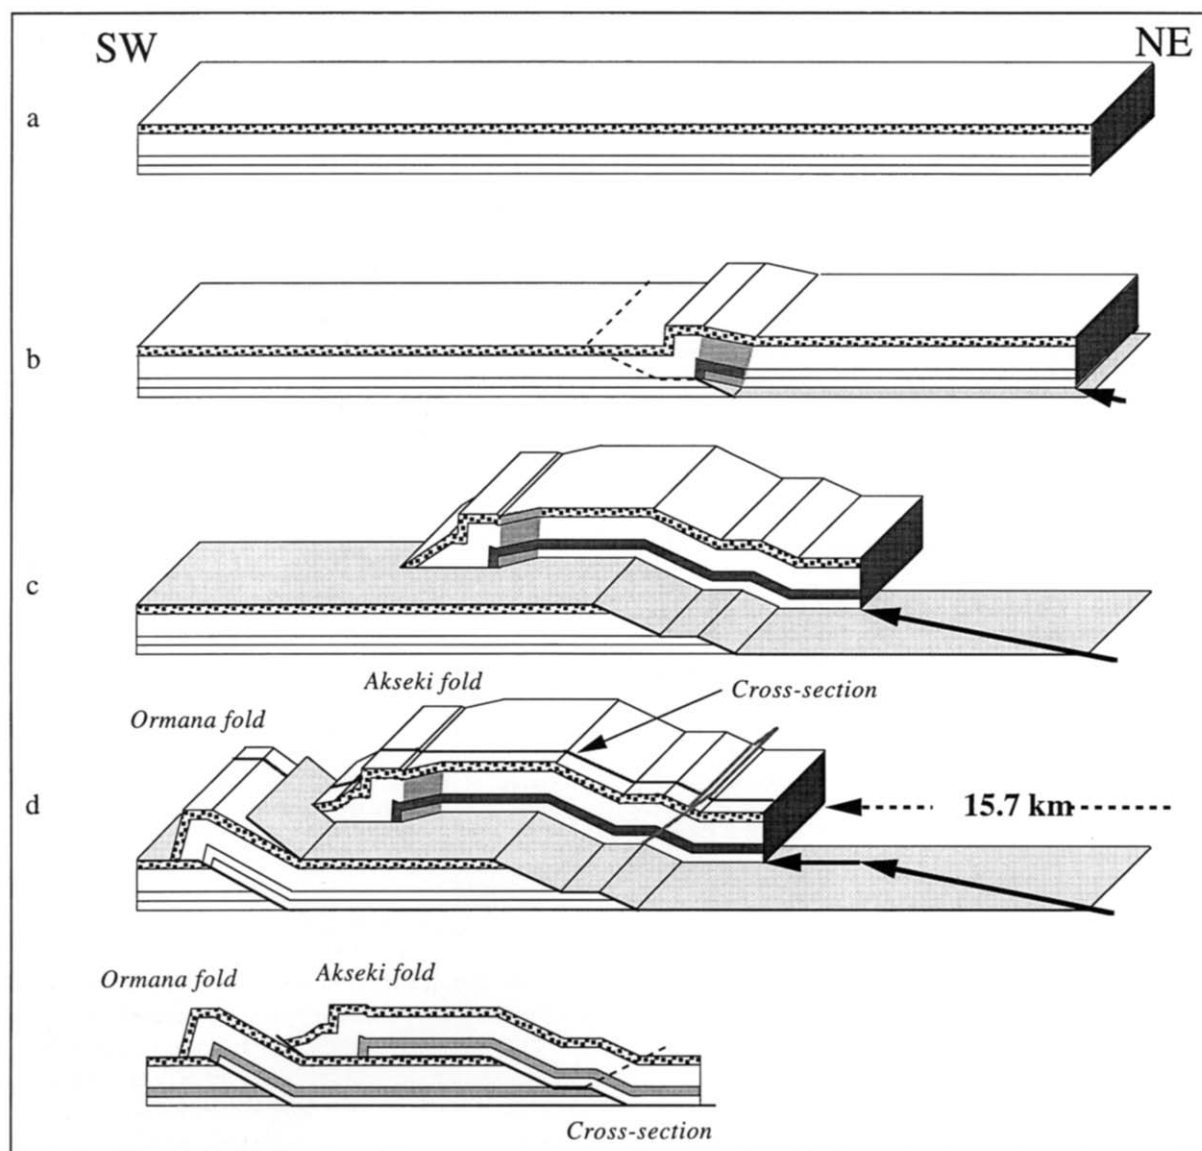 SW NE
a
b
c
Akseki fold
Cross-section
Ormana fold
d
15.7 km
Ormana fold
Akseki fold
Cross-section